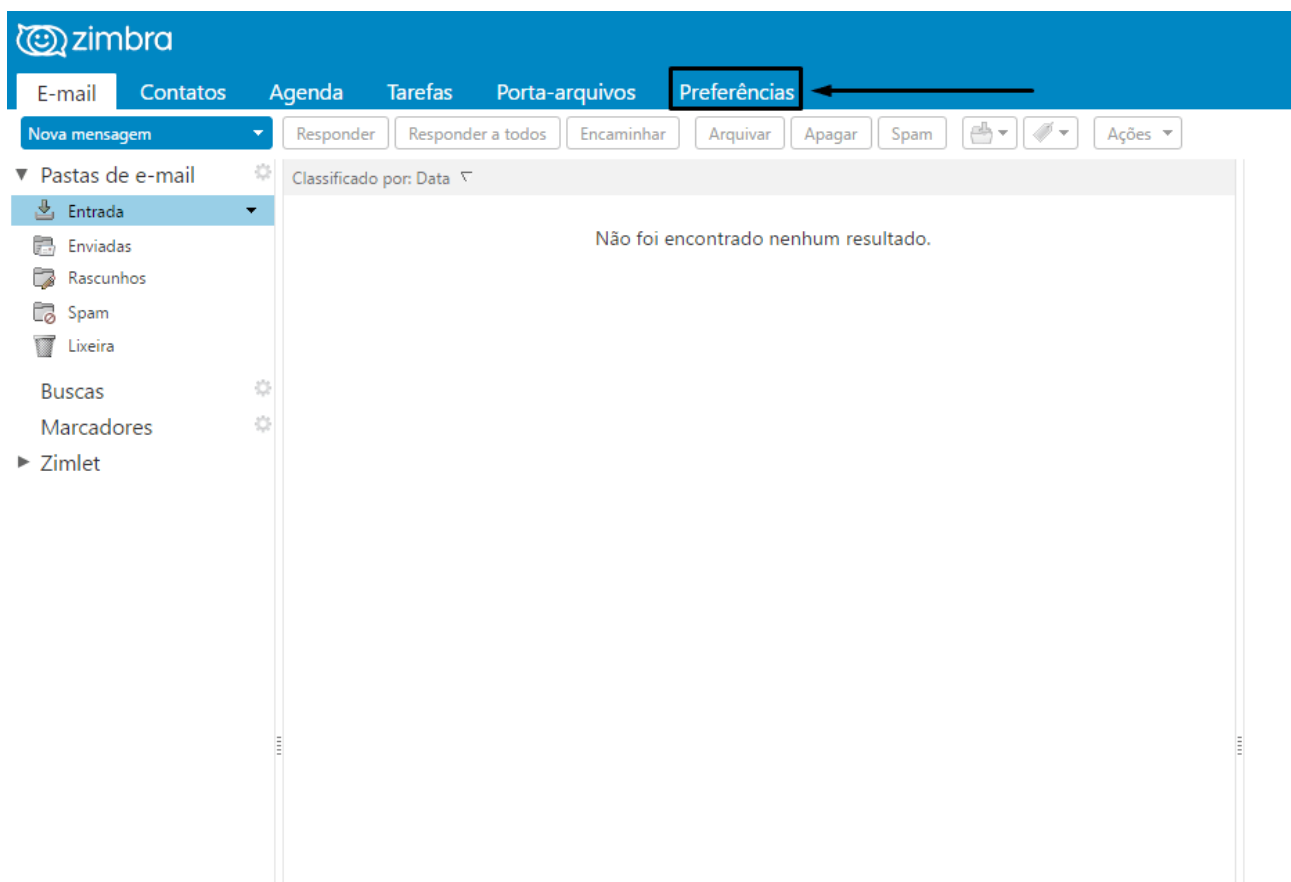 zimbra
E-mail Contatos Agenda Tarefas Porta-arquivos Preferências
Nova mensagem Responder Responder a todos Encaminhar Arquivar Apagar Spam Ações
Pastas de e-mail
Classificado por: Data
Entrada
Não foi encontrado nenhum resultado.
Enviadas
Rascunhos
Spam
Lixeira
Buscas
Marcadores
Zimlet